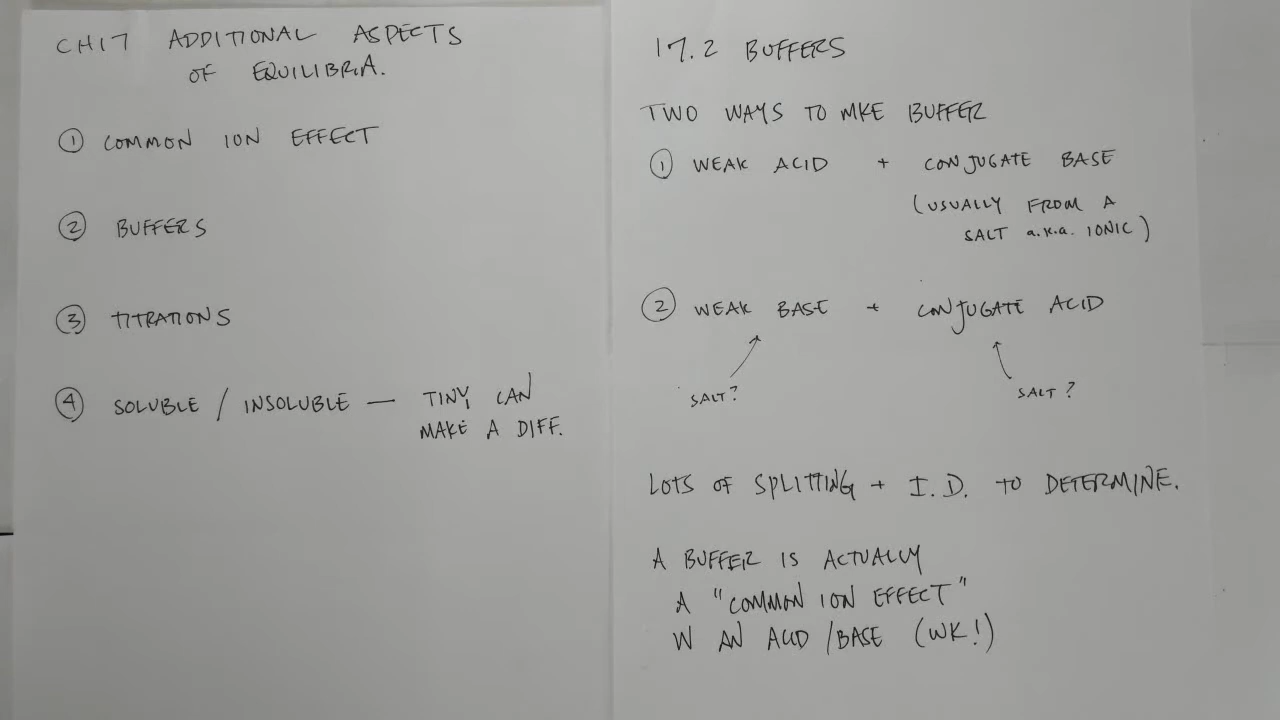 CH17 ADDITIONAL ASPECTS
OF EQUILIBRIA.
① COMMON ION EFFECT
② BUFFERS
③ TITRATIONS
④ SOLUBLE / INSOLUBLE — TINY CAN
MAKE A DIFF.
17.2 BUFFERS
TWO WAYS TO MKE BUFFER
① WEAK ACID + CONJUGATE BASE
(USUALLY FROM A
SALT a.k.a. IONIC)
② WEAK BASE + CONJUGATE ACID
SALT? SALT?
LOTS OF SPLITTING + I.D. TO DETERMINE.
A BUFFER IS ACTUALLY
A "COMMON ION EFFECT"
W AN ACID/BASE (WK!)